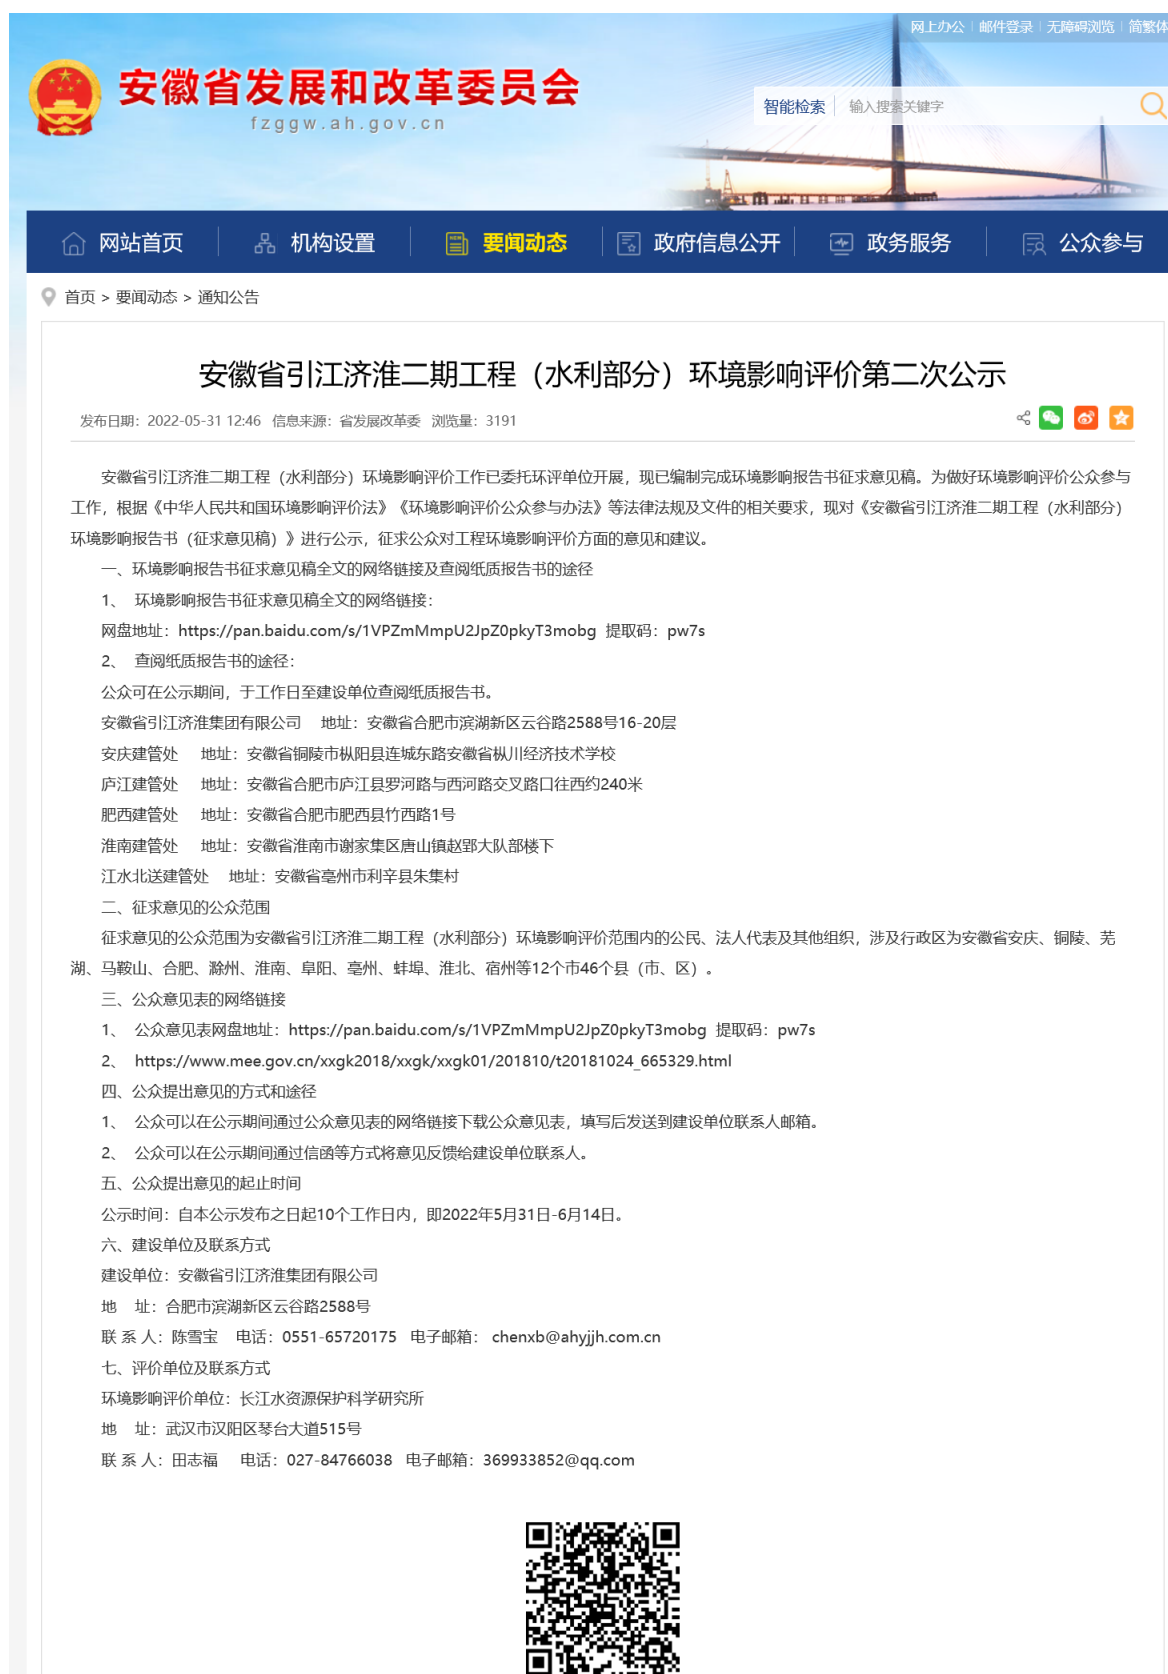 网上办公 | 邮件登录 | 无障碍浏览 | 简繁体
安徽省发展和改革委员会
fzggw.ah.gov.cn
智能检索 输入搜索关键字
网站首页 机构设置 要闻动态 政府信息公开 政务服务 公众参与
首页 > 要闻动态 > 通知公告
安徽省引江济淮二期工程（水利部分）环境影响评价第二次公示
发布日期：2022-05-31 12:46 信息来源：省发展改革委 浏览量：3191
安徽省引江济淮二期工程（水利部分）环境影响评价工作已委托环评单位开展，现已编制完成环境影响报告书征求意见稿。为做好环境影响评价公众参与
工作，根据《中华人民共和国环境影响评价法》《环境影响评价公众参与办法》等法律法规及文件的相关要求，现对《安徽省引江济淮二期工程（水利部分）
环境影响报告书（征求意见稿）》进行公示，征求公众对工程环境影响评价方面的意见和建议。
一、环境影响报告书征求意见稿全文的网络链接及查阅纸质报告书的途径
1、 环境影响报告书征求意见稿全文的网络链接：
网盘地址：https://pan.baidu.com/s/1VPZmMmpU2JpZ0pkyT3mobg 提取码：pw7s
2、 查阅纸质报告书的途径：
公众可在公示期间，于工作日至建设单位查阅纸质报告书。
安徽省引江济淮集团有限公司 地址：安徽省合肥市滨湖新区云谷路2588号16-20层
安庆建管处 地址：安徽省铜陵市枞阳县连城东路安徽省枞川经济技术学校
庐江建管处 地址：安徽省合肥市庐江县罗河路与西河路交叉路口往西约240米
肥西建管处 地址：安徽省合肥市肥西县竹西路1号
淮南建管处 地址：安徽省淮南市谢家集区唐山镇赵郢大队部楼下
江水北送建管处 地址：安徽省亳州市利辛县朱集村
二、征求意见的公众范围
征求意见的公众范围为安徽省引江济淮二期工程（水利部分）环境影响评价范围内的公民、法人代表及其他组织，涉及行政区为安徽省安庆、铜陵、芜
湖、马鞍山、合肥、滁州、淮南、阜阳、亳州、蚌埠、淮北、宿州等12个市46个县（市、区）。
三、公众意见表的网络链接
1、 公众意见表网盘地址：https://pan.baidu.com/s/1VPZmMmpU2JpZ0pkyT3mobg 提取码：pw7s
2、 https://www.mee.gov.cn/xxgk2018/xxgk/xxgk01/201810/t20181024_665329.html
四、公众提出意见的方式和途径
1、 公众可以在公示期间通过公众意见表的网络链接下载公众意见表，填写后发送到建设单位联系人邮箱。
2、 公众可以在公示期间通过信函等方式将意见反馈给建设单位联系人。
五、公众提出意见的起止时间
公示时间：自本公示发布之日起10个工作日内，即2022年5月31日-6月14日。
六、建设单位及联系方式
建设单位：安徽省引江济淮集团有限公司
地 址：合肥市滨湖新区云谷路2588号
联 系 人：陈雪宝 电话：0551-65720175 电子邮箱： chenxb@ahyjjh.com.cn
七、评价单位及联系方式
环境影响评价单位：长江水资源保护科学研究所
地 址：武汉市汉阳区琴台大道515号
联 系 人：田志福 电话：027-84766038 电子邮箱：369933852@qq.com